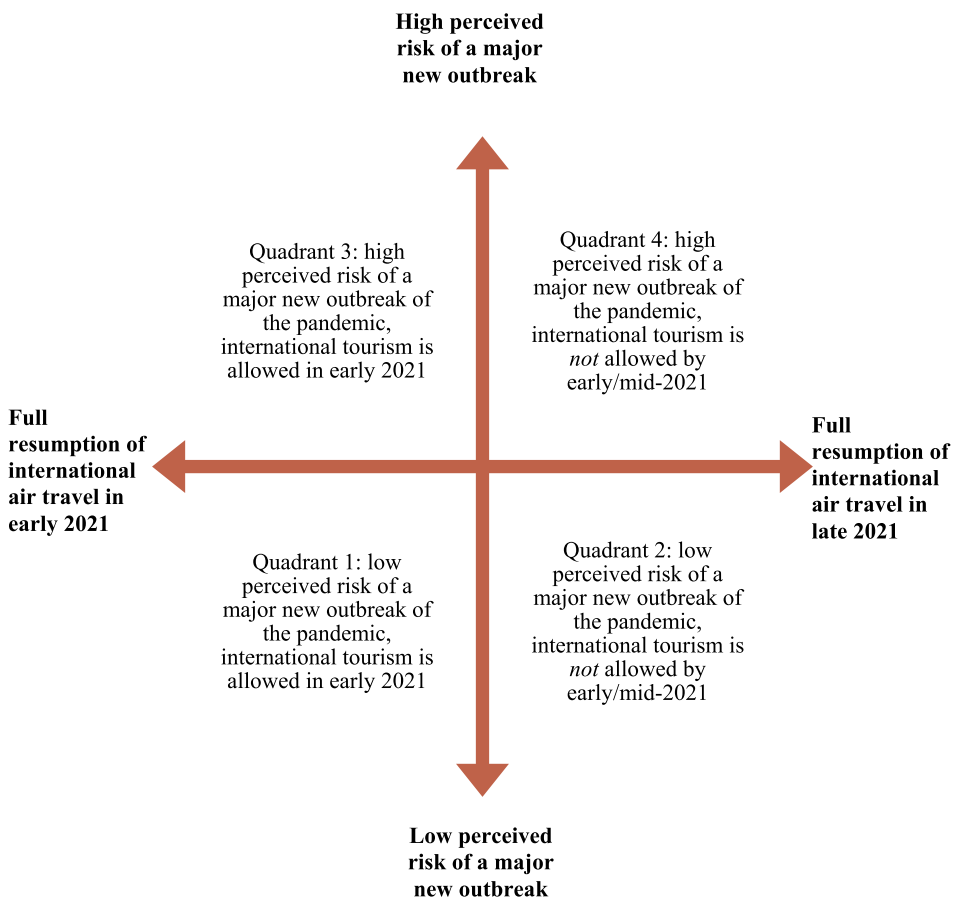 High perceived
risk of a major
new outbreak
Quadrant 3: high
perceived risk of a
major new outbreak of
the pandemic,
international tourism is
allowed in early 2021
Quadrant 4: high
perceived risk of a
major new outbreak of
the pandemic,
international tourism is
not allowed by
early/mid-2021
Full
resumption of
international
air travel in
early 2021
Full
resumption of
international
air travel in
late 2021
Quadrant 1: low
perceived risk of a
major new outbreak of
the pandemic,
international tourism is
allowed in early 2021
Quadrant 2: low
perceived risk of a
major new outbreak of
the pandemic,
international tourism is
not allowed by
early/mid-2021
Low perceived
risk of a major
new outbreak